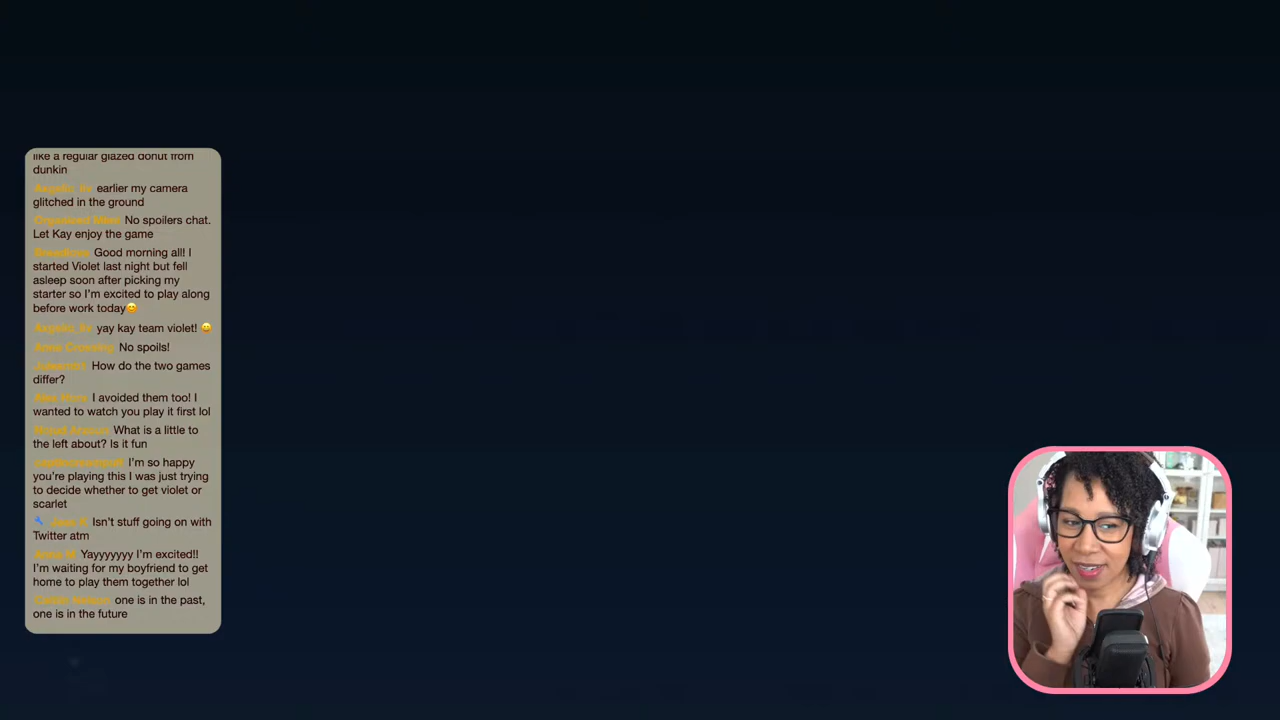 like a regular glazed donut from
dunkin
earlier my camera
glitched in the ground
No spoilers chat.
Let Kay enjoy the game
Good morning all! I
started Violet last night but fell
asleep soon after picking my
starter so I'm excited to play along
before work today😊
yay kay team violet! 😀
Anna Crossing No spoils!
How do the two games
differ?
I avoided them too! I
wanted to watch you play it first lol
What is a little to
the left about? Is it fun
I'm so happy
you're playing this I was just trying
to decide whether to get violet or
scarlet
Isn't stuff going on with
Twitter atm
Anna M Yayyyyyy I'm excited!!
I'm waiting for my boyfriend to get
home to play them together lol
one is in the past,
one is in the future